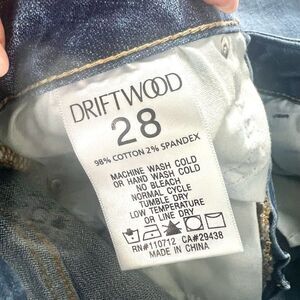 DRIFTWOOD
28
98% COTTON 2% SPANDEX
MACHINE WASH COLD
OR HAND WASH COLD
NO BLEACH
NORMAL CYCLE
TUMBLE DRY
LOW TEMPERATURE
OR LINE DRY
RN#110712 CA#29438
MADE IN CHINA